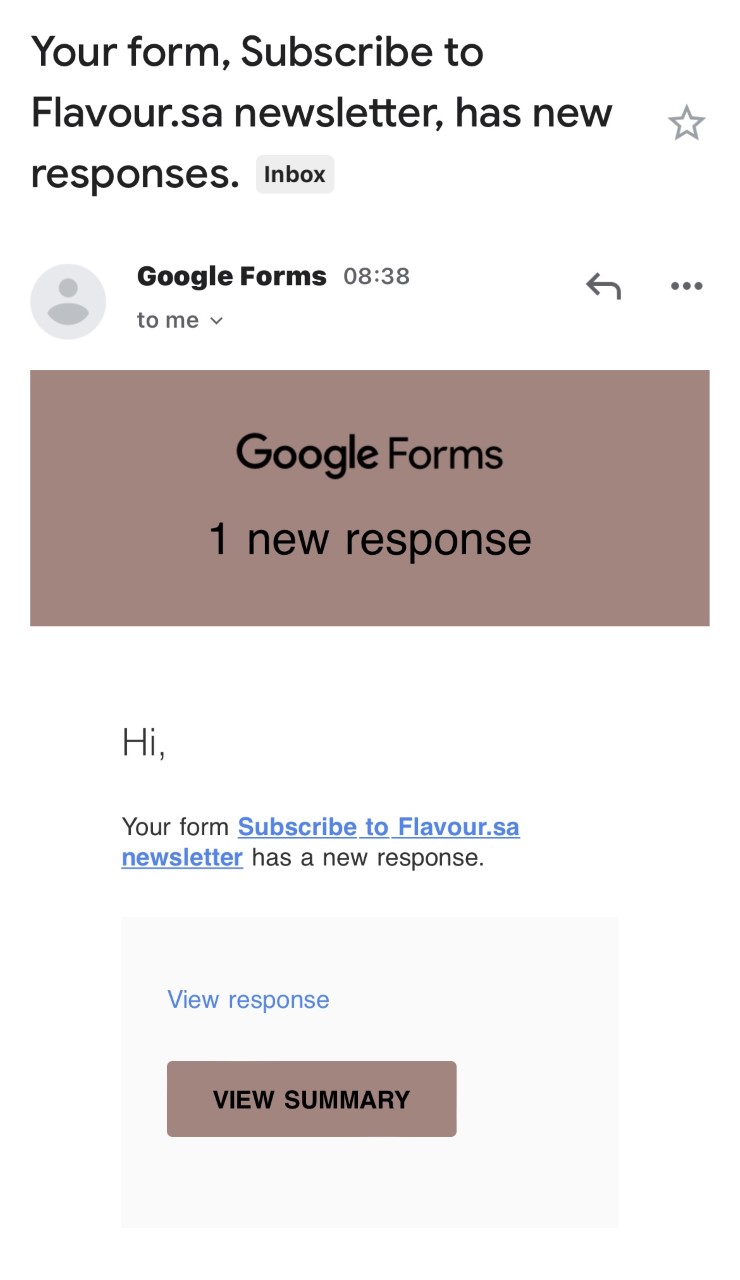 Your form, Subscribe to
Flavour.sa newsletter, has new
responses. Inbox
Google Forms 08:38
to me
Google Forms
1 new response
Hi,
Your form Subscribe to Flavour.sa
newsletter has a new response.
View response
VIEW SUMMARY